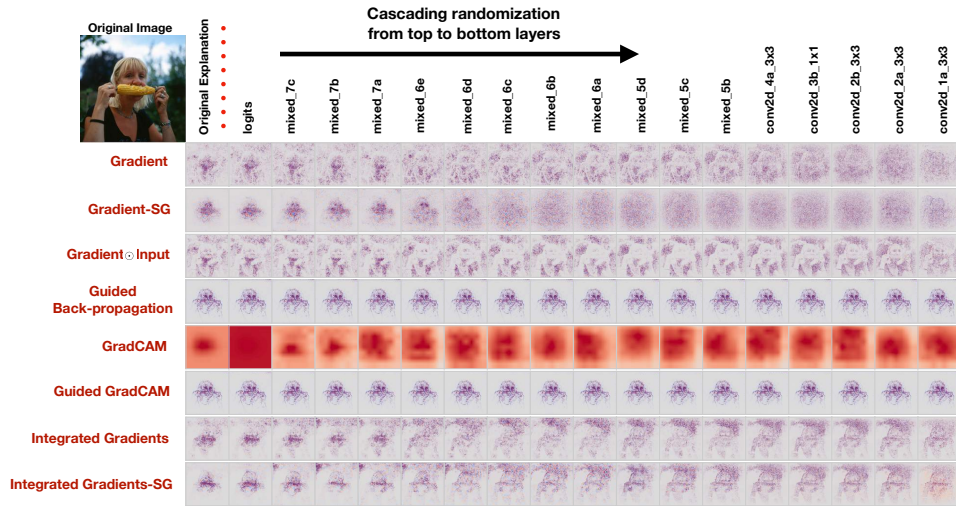 Cascading randomization
from top to bottom layers
Original Image
Original Explanation
logits
mixed_7c
mixed_7b
mixed_7a
mixed_6e
mixed_6d
mixed_6c
mixed_6b
mixed_6a
mixed_5d
mixed_5c
mixed_5b
conv2d_4a_3x3
conv2d_3b_1x1
conv2d_2b_3x3
conv2d_2a_3x3
conv2d_1a_3x3
Gradient
Gradient-SG
Gradient⊙Input
Guided
Back-propagation
GradCAM
Guided GradCAM
Integrated Gradients
Integrated Gradients-SG